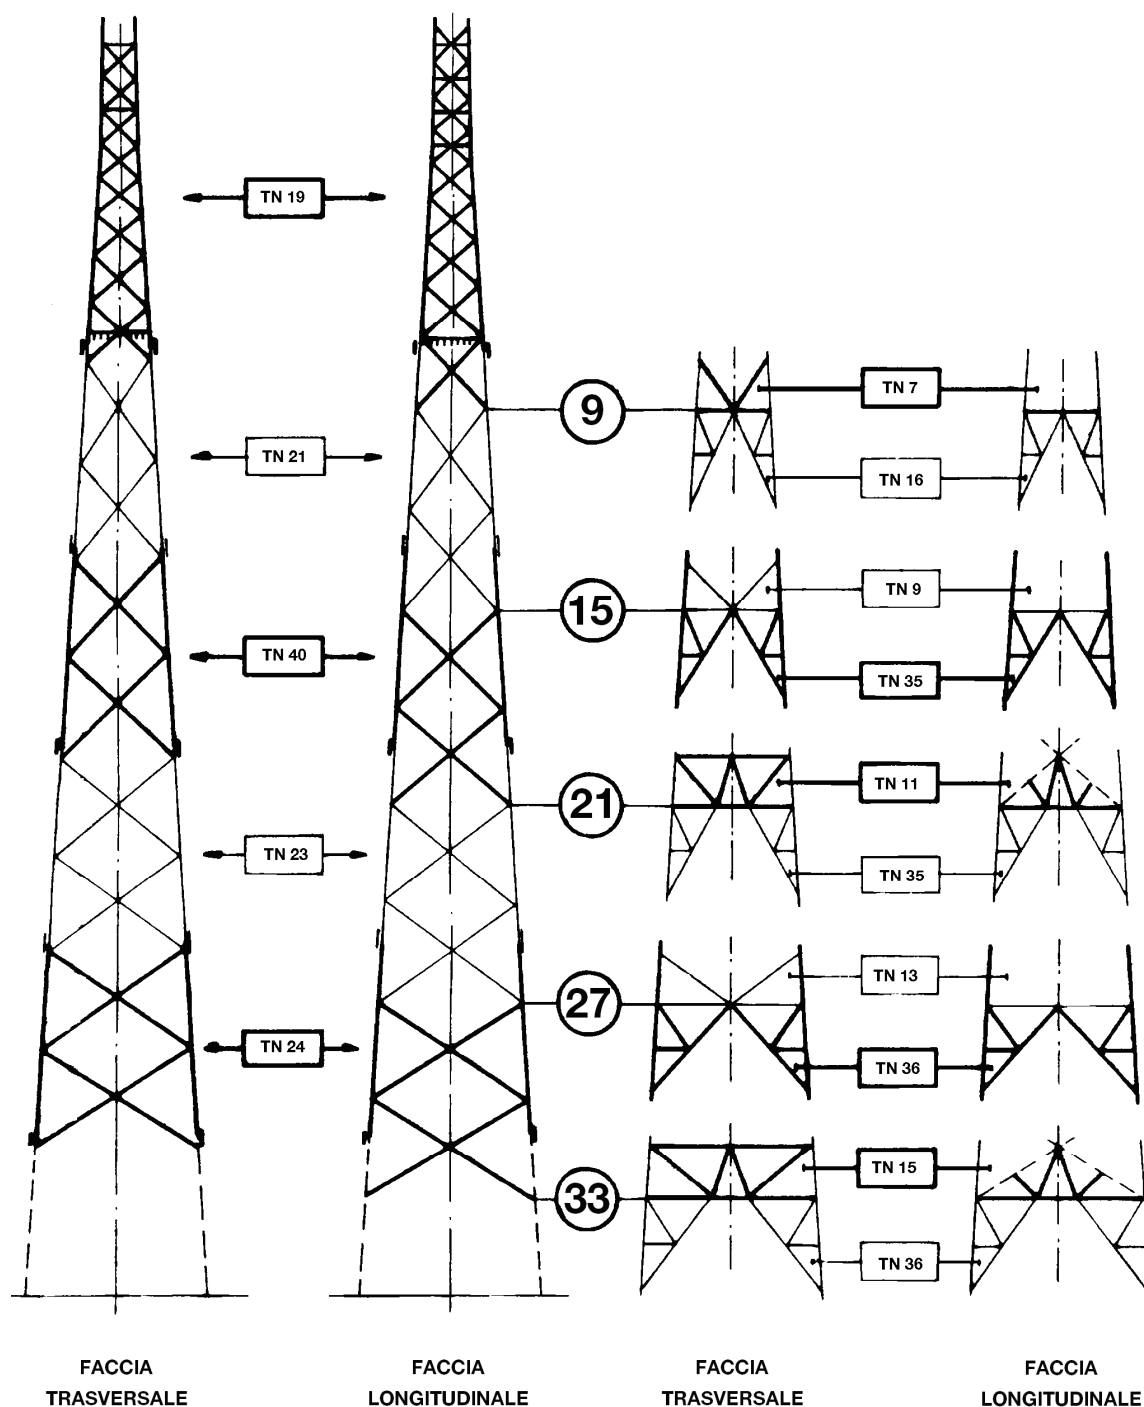 TN 19
9
TN 7
TN 21
TN 16
15
TN 9
TN 40
TN 35
21
TN 11
TN 23
TN 35
27
TN 13
TN 24
TN 36
33
TN 15
TN 36
FACCIA
TRASVERSALE
FACCIA
LONGITUDINALE
FACCIA
TRASVERSALE
FACCIA
LONGITUDINALE